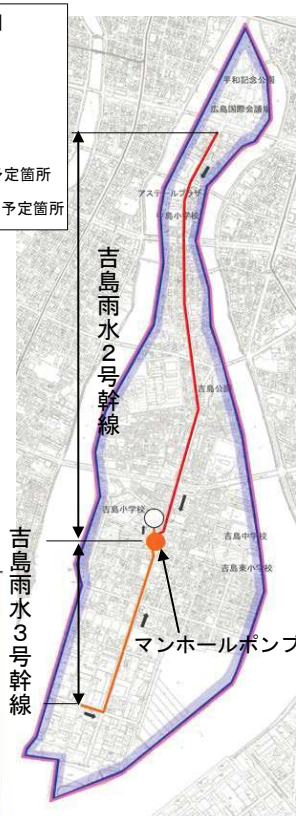 予定箇所
予定箇所
平和記念公園
広島国際会議場
アステールプラザ
中島小学校
吉島雨水2号幹線
吉島公園
吉島小学校
吉島中学校
吉島東小学校
吉島雨水3号幹線
マンホールポンプ